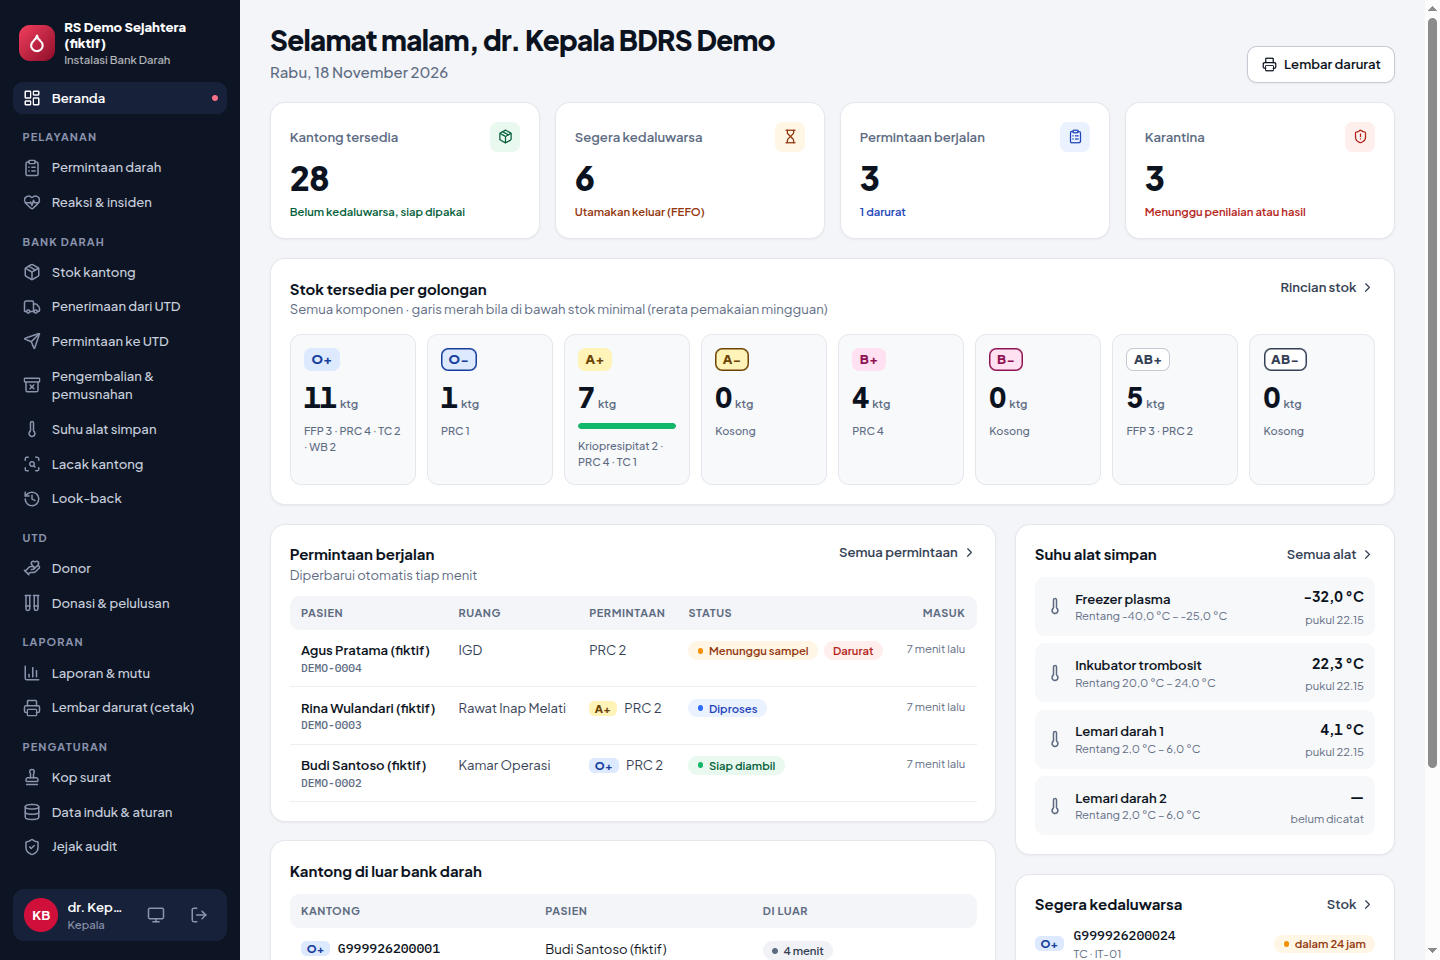 RS Demo Sejahtera
(fiktif)
Instalasi Bank Darah
Beranda
PELAYANAN
Permintaan darah
Reaksi & insiden
BANK DARAH
Stok kantong
Penerimaan dari UTD
Permintaan ke UTD
Pengembalian &
pemusnahan
Suhu alat simpan
Lacak kantong
Look-back
UTD
Donor
Donasi & pelulusan
LAPORAN
Laporan & mutu
Lembar darurat (cetak)
PENGATURAN
Kop surat
Data induk & aturan
Jejak audit
KB
dr. Kep...
Kepala
Selamat malam, dr. Kepala BDRS Demo
Rabu, 18 November 2026
Lembar darurat
Kantong tersedia
28
Belum kedaluwarsa, siap dipakai
Segera kedaluwarsa
6
Utamakan keluar (FEFO)
Permintaan berjalan
3
1 darurat
Karantina
3
Menunggu penilaian atau hasil
Stok tersedia per golongan
Semua komponen · garis merah bila di bawah stok minimal (rerata pemakaian mingguan)
Rincian stok
O+
11 ktg
FFP 3 · PRC 4 · TC 2
· WB 2
O−
1 ktg
PRC 1
A+
7 ktg
Kriopresipitat 2 ·
PRC 4 · TC 1
A−
0 ktg
Kosong
B+
4 ktg
PRC 4
B−
0 ktg
Kosong
AB+
5 ktg
FFP 3 · PRC 2
AB−
0 ktg
Kosong
Permintaan berjalan
Diperbarui otomatis tiap menit
Semua permintaan
PASIEN RUANG PERMINTAAN STATUS MASUK
Agus Pratama (fiktif) IGD PRC 2 Menunggu sampel Darurat 7 menit lalu
DEMO-0004
Rina Wulandari (fiktif) Rawat Inap Melati A+ PRC 2 Diproses 7 menit lalu
DEMO-0003
Budi Santoso (fiktif) Kamar Operasi O+ PRC 2 Siap diambil 7 menit lalu
DEMO-0002
Kantong di luar bank darah
KANTONG PASIEN DI LUAR
O+ G999926200001 Budi Santoso (fiktif) 4 menit
Suhu alat simpan
Semua alat
Freezer plasma −32,0 °C
Rentang -40,0 °C – -25,0 °C pukul 22.15
Inkubator trombosit 22,3 °C
Rentang 20,0 °C – 24,0 °C pukul 22.15
Lemari darah 1 4,1 °C
Rentang 2,0 °C – 6,0 °C pukul 22.15
Lemari darah 2 —
Rentang 2,0 °C – 6,0 °C belum dicatat
Segera kedaluwarsa
Stok
O+ G999926200024 dalam 24 jam
TC · IT-01